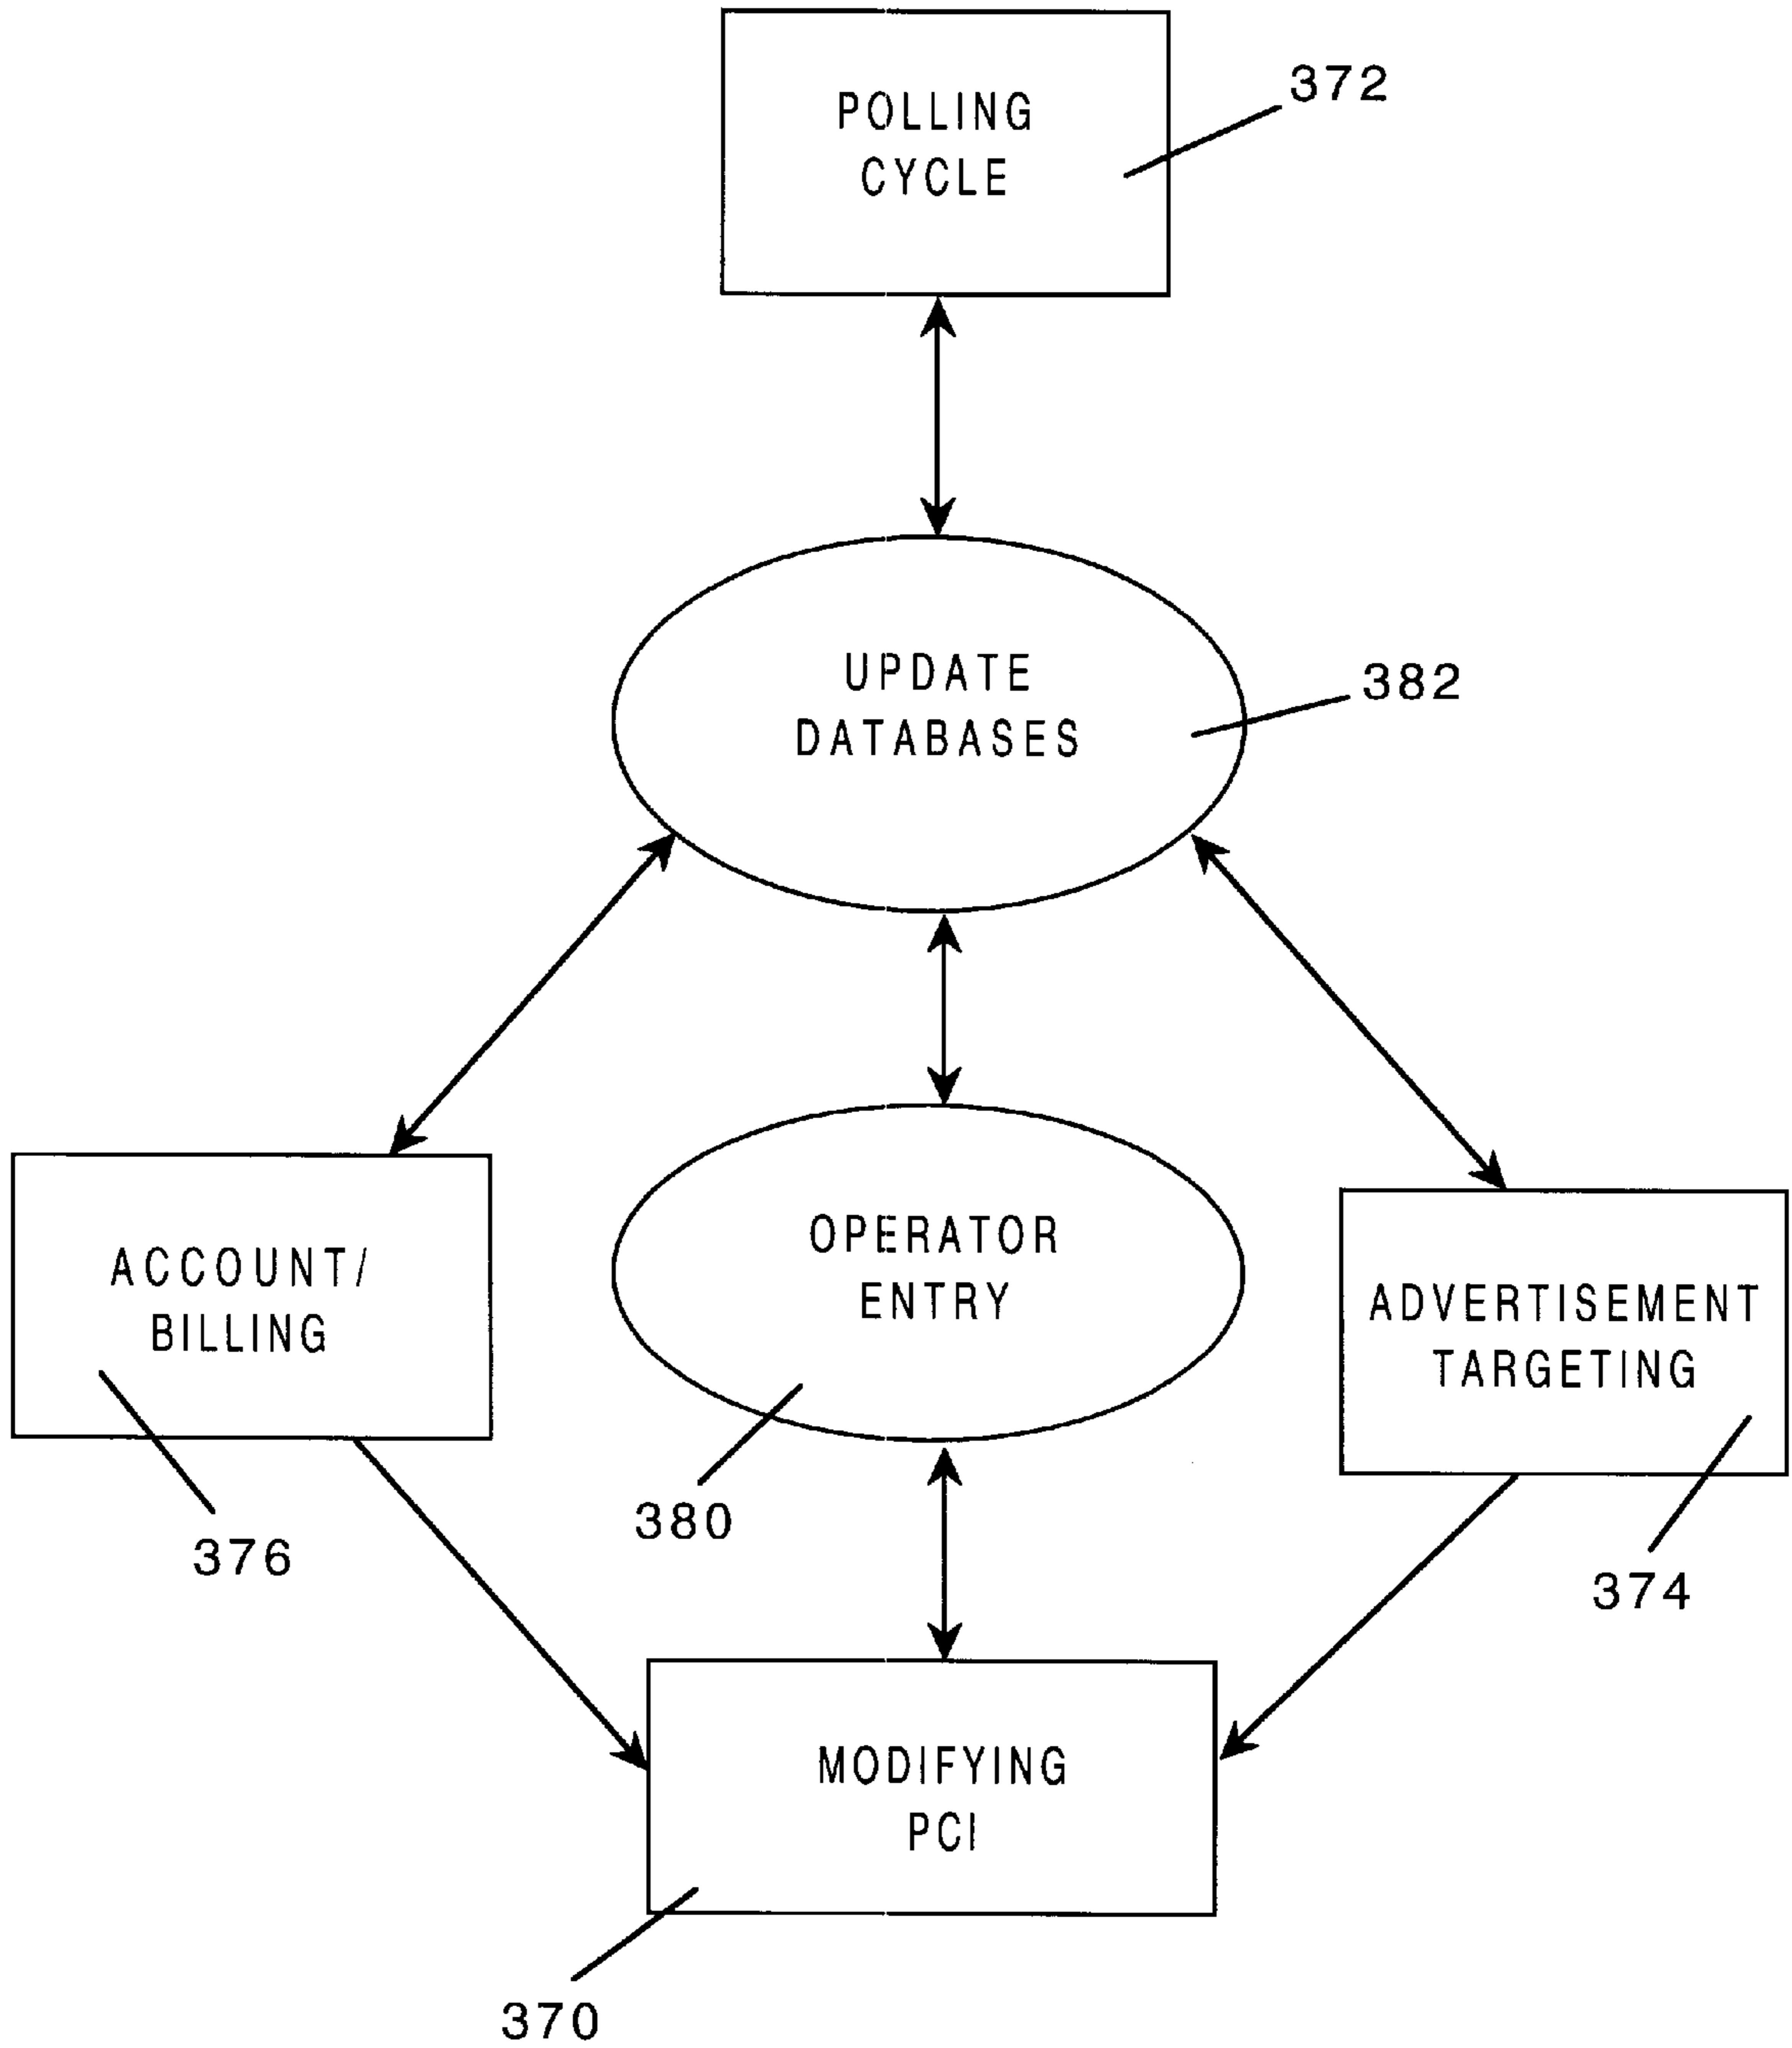 POLLING
CYCLE
372
UPDATE
DATABASES
382
ACCOUNT/
BILLING
376
OPERATOR
ENTRY
380
ADVERTISEMENT
TARGETING
374
MODIFYING
PCI
370